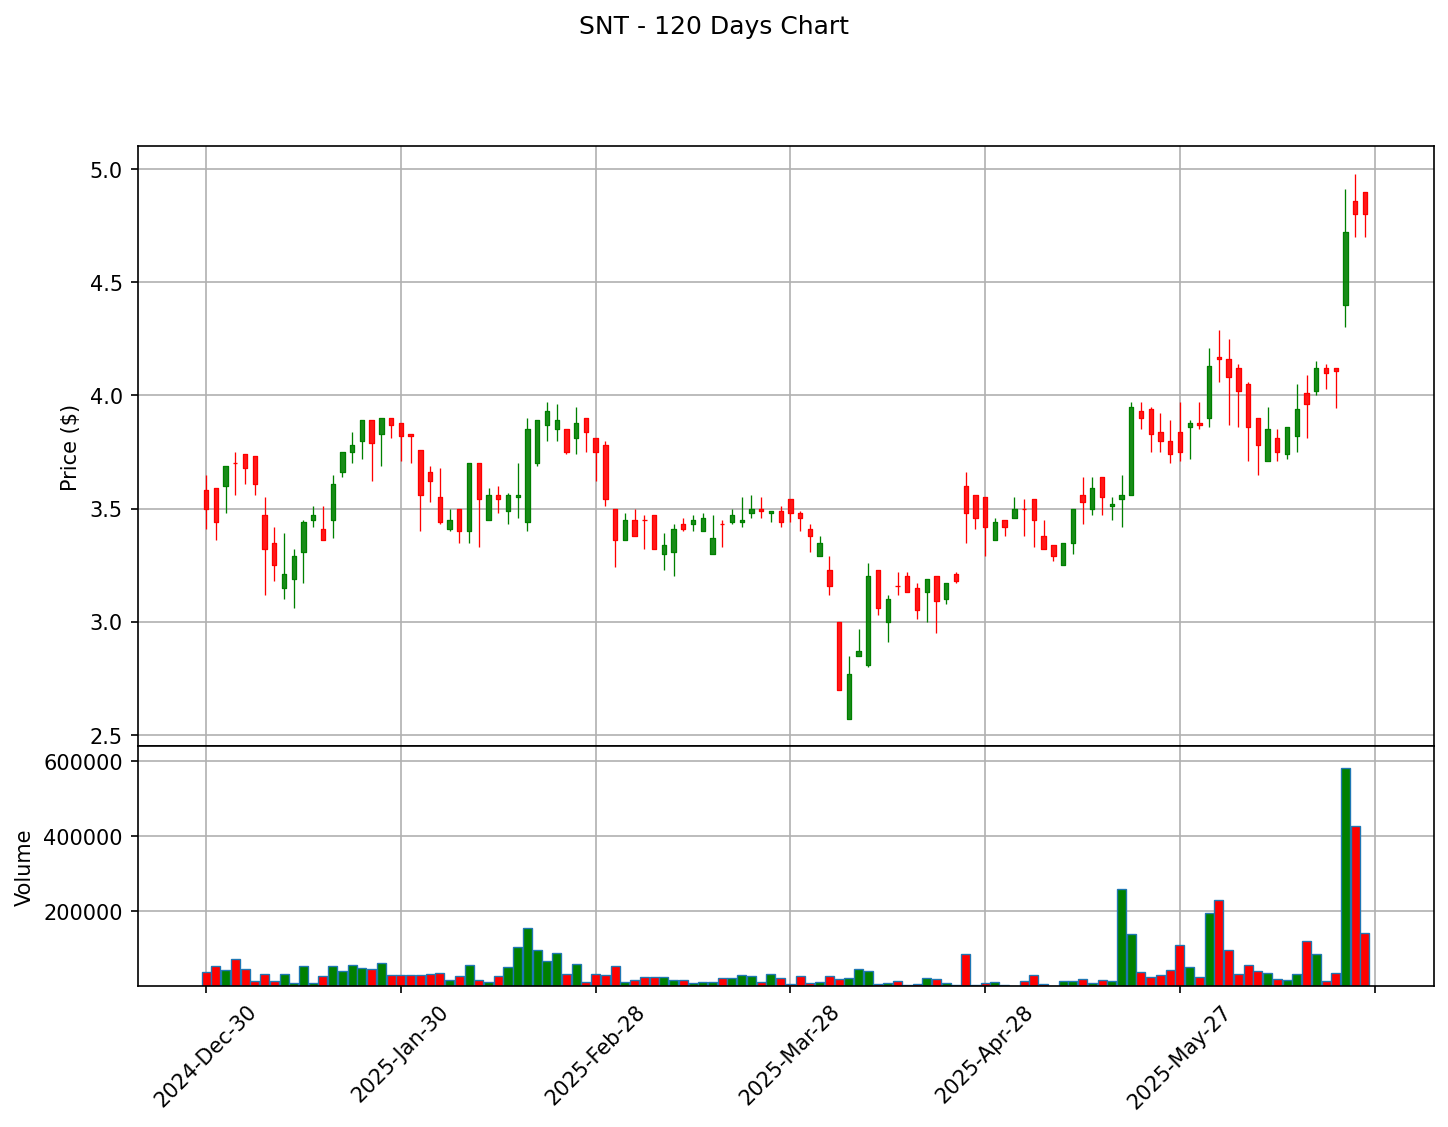 SNT - 120 Days Chart
Price ($)
5.0
4.5
4.0
3.5
3.0
2.5
Volume
600000
400000
200000
2024-Dec-30
2025-Jan-30
2025-Feb-28
2025-Mar-28
2025-Apr-28
2025-May-27